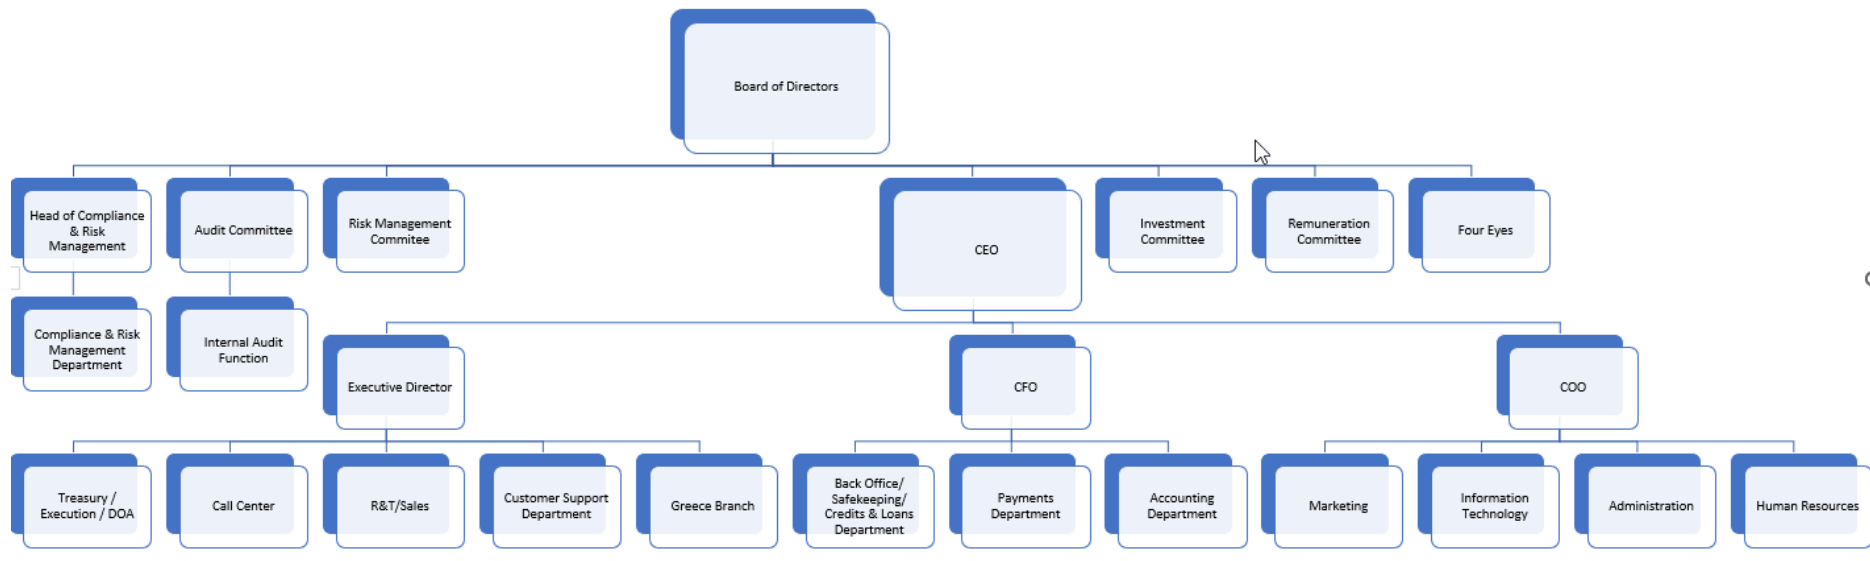 Board of Directors
Head of Compliance
& Risk
Management
Audit Committee
Risk Management
Commitee
CEO
Investment
Committee
Remuneration
Committee
Four Eyes
Compliance & Risk
Management
Department
Internal Audit
Function
Executive Director
CFO
COO
Treasury /
Execution / DOA
Call Center
R&T/Sales
Customer Support
Department
Greece Branch
Back Office/
Safekeeping/
Credits & Loans
Department
Payments
Department
Accounting
Department
Marketing
Information
Technology
Administration
Human Resources